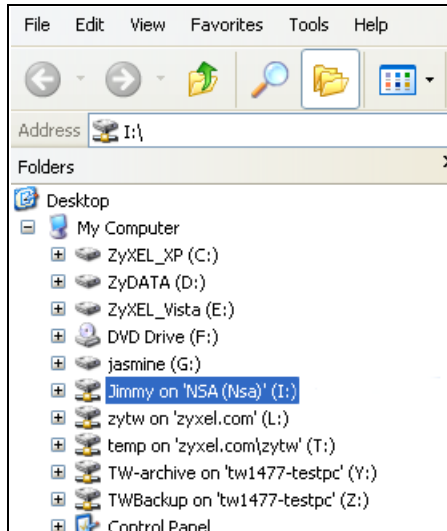 File Edit View Favorites Tools Help
Address I:\
Folders
Desktop
My Computer
ZyXEL_XP (C:)
ZyDATA (D:)
ZyXEL_Vista (E:)
DVD Drive (F:)
jasmine (G:)
Jimmy on 'NSA (Nsa)' (I:)
zytw on 'zyxel.com' (L:)
temp on 'zyxel.com\zytw' (T:)
TW-archive on 'tw1477-testpc' (Y:)
TWBackup on 'tw1477-testpc' (Z:)
Control Panel